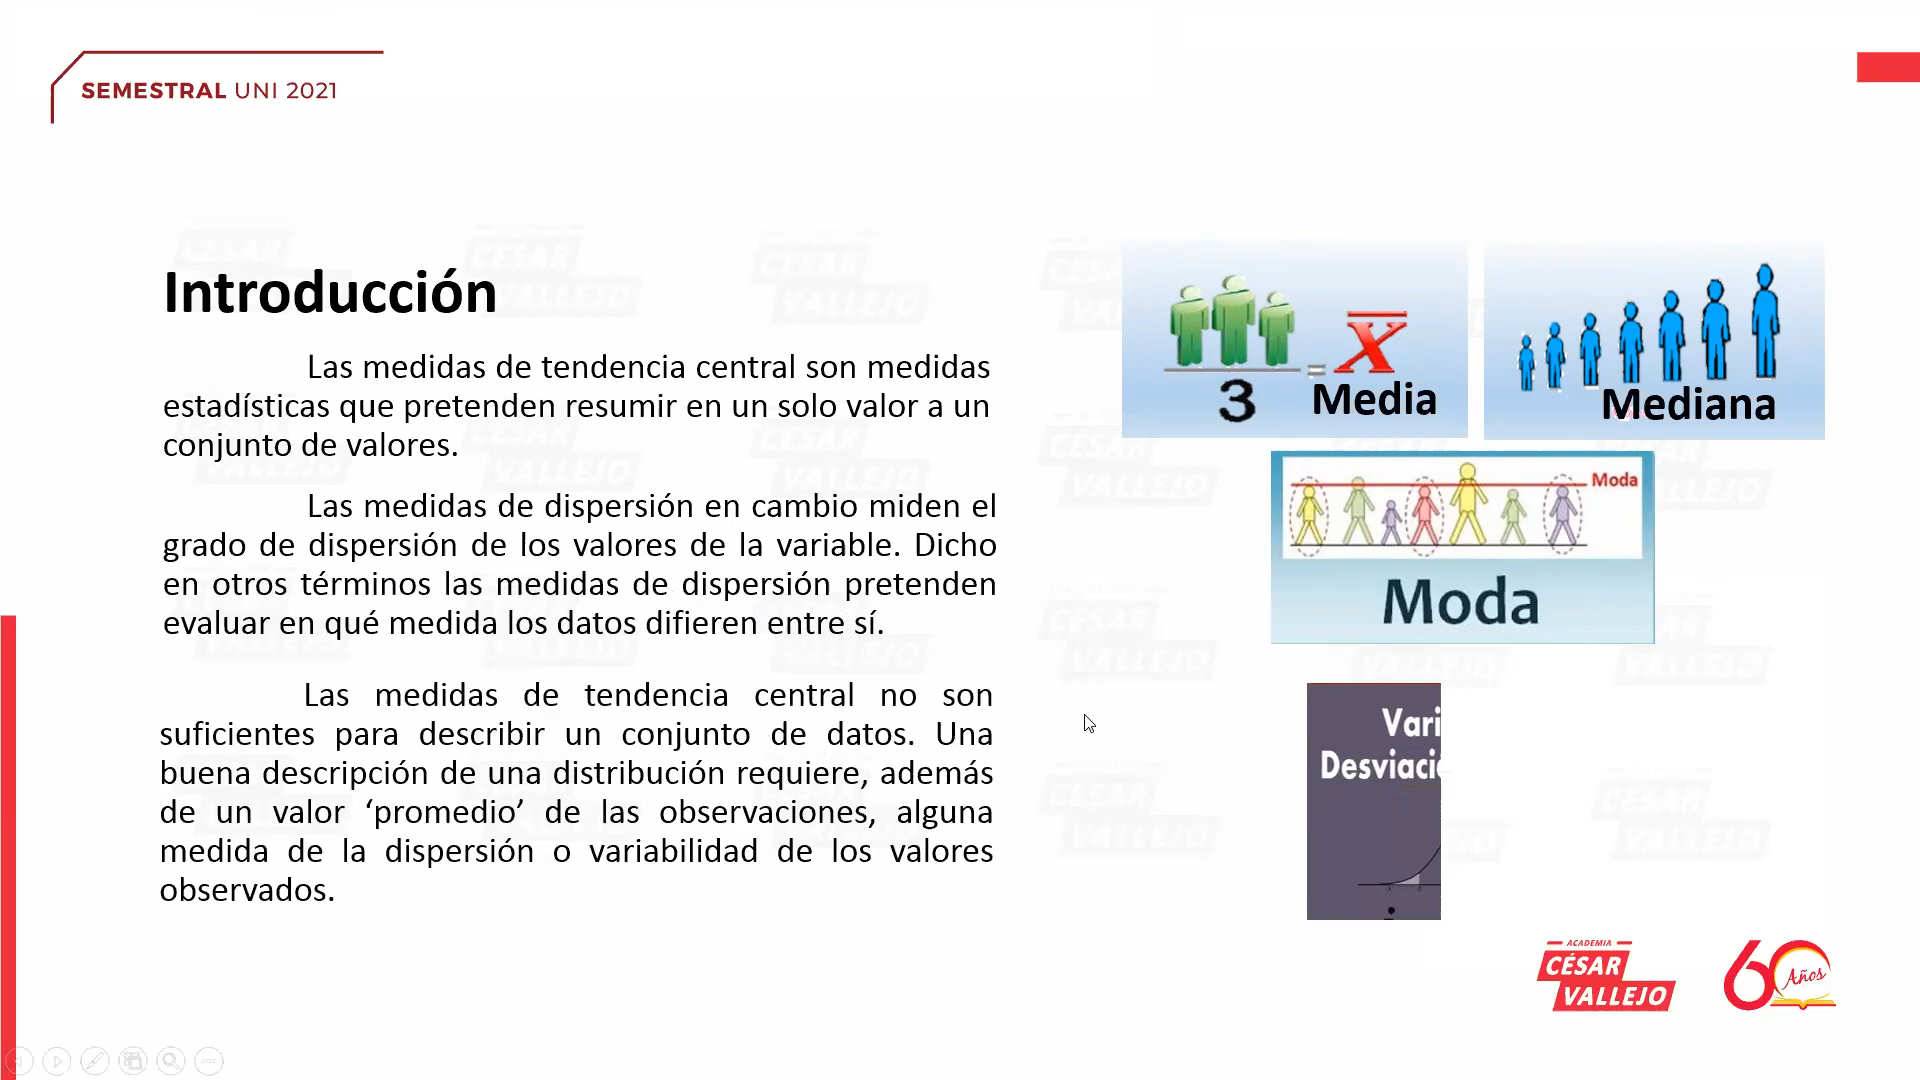 SEMESTRAL UNI 2021
Introducción
Las medidas de tendencia central son medidas
estadísticas que pretenden resumir en un solo valor a un
conjunto de valores.
Las medidas de dispersión en cambio miden el
grado de dispersión de los valores de la variable. Dicho
en otros términos las medidas de dispersión pretenden
evaluar en qué medida los datos difieren entre sí.
Las medidas de tendencia central no son
suficientes para describir un conjunto de datos. Una
buena descripción de una distribución requiere, además
de un valor ‘promedio’ de las observaciones, alguna
medida de la dispersión o variabilidad de los valores
observados.
3
= x̄
Media
Mediana
Moda
Moda
Vari
Desviaci
ACADEMIA
CÉSAR
VALLEJO
60 Años